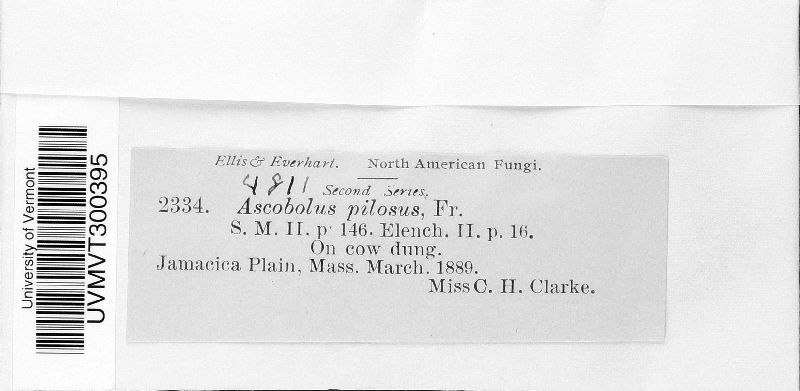 University of Vermont
UVMVT300395
Ellis & Everhart. North American Fungi.
4811 Second Series.
2334. Ascobolus pilosus, Fr.
S. M. II. p. 146. Elench. II. p. 16.
On cow dung.
Jamacica Plain, Mass. March. 1889.
Miss C. H. Clarke.